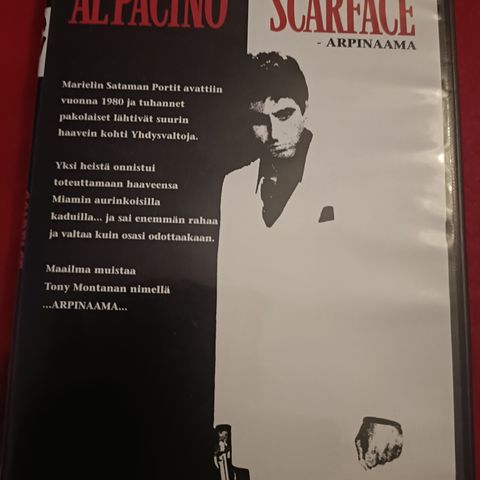 AL PACINO
SCARFACE
- ARPINAAMA
Marielin Sataman Portit avattiin
vuonna 1980 ja tuhannet
pakolaiset lähtivät suurin
haavein kohti Yhdysvaltoja.
Yksi heistä onnistui
toteuttamaan haaveensa
Miamin aurinkoisilla
kaduilla... ja sai enemmän rahaa
ja valtaa kuin osasi odottaakaan.
Maailma muistaa
Tony Montanan nimellä
...ARPINAAMA...